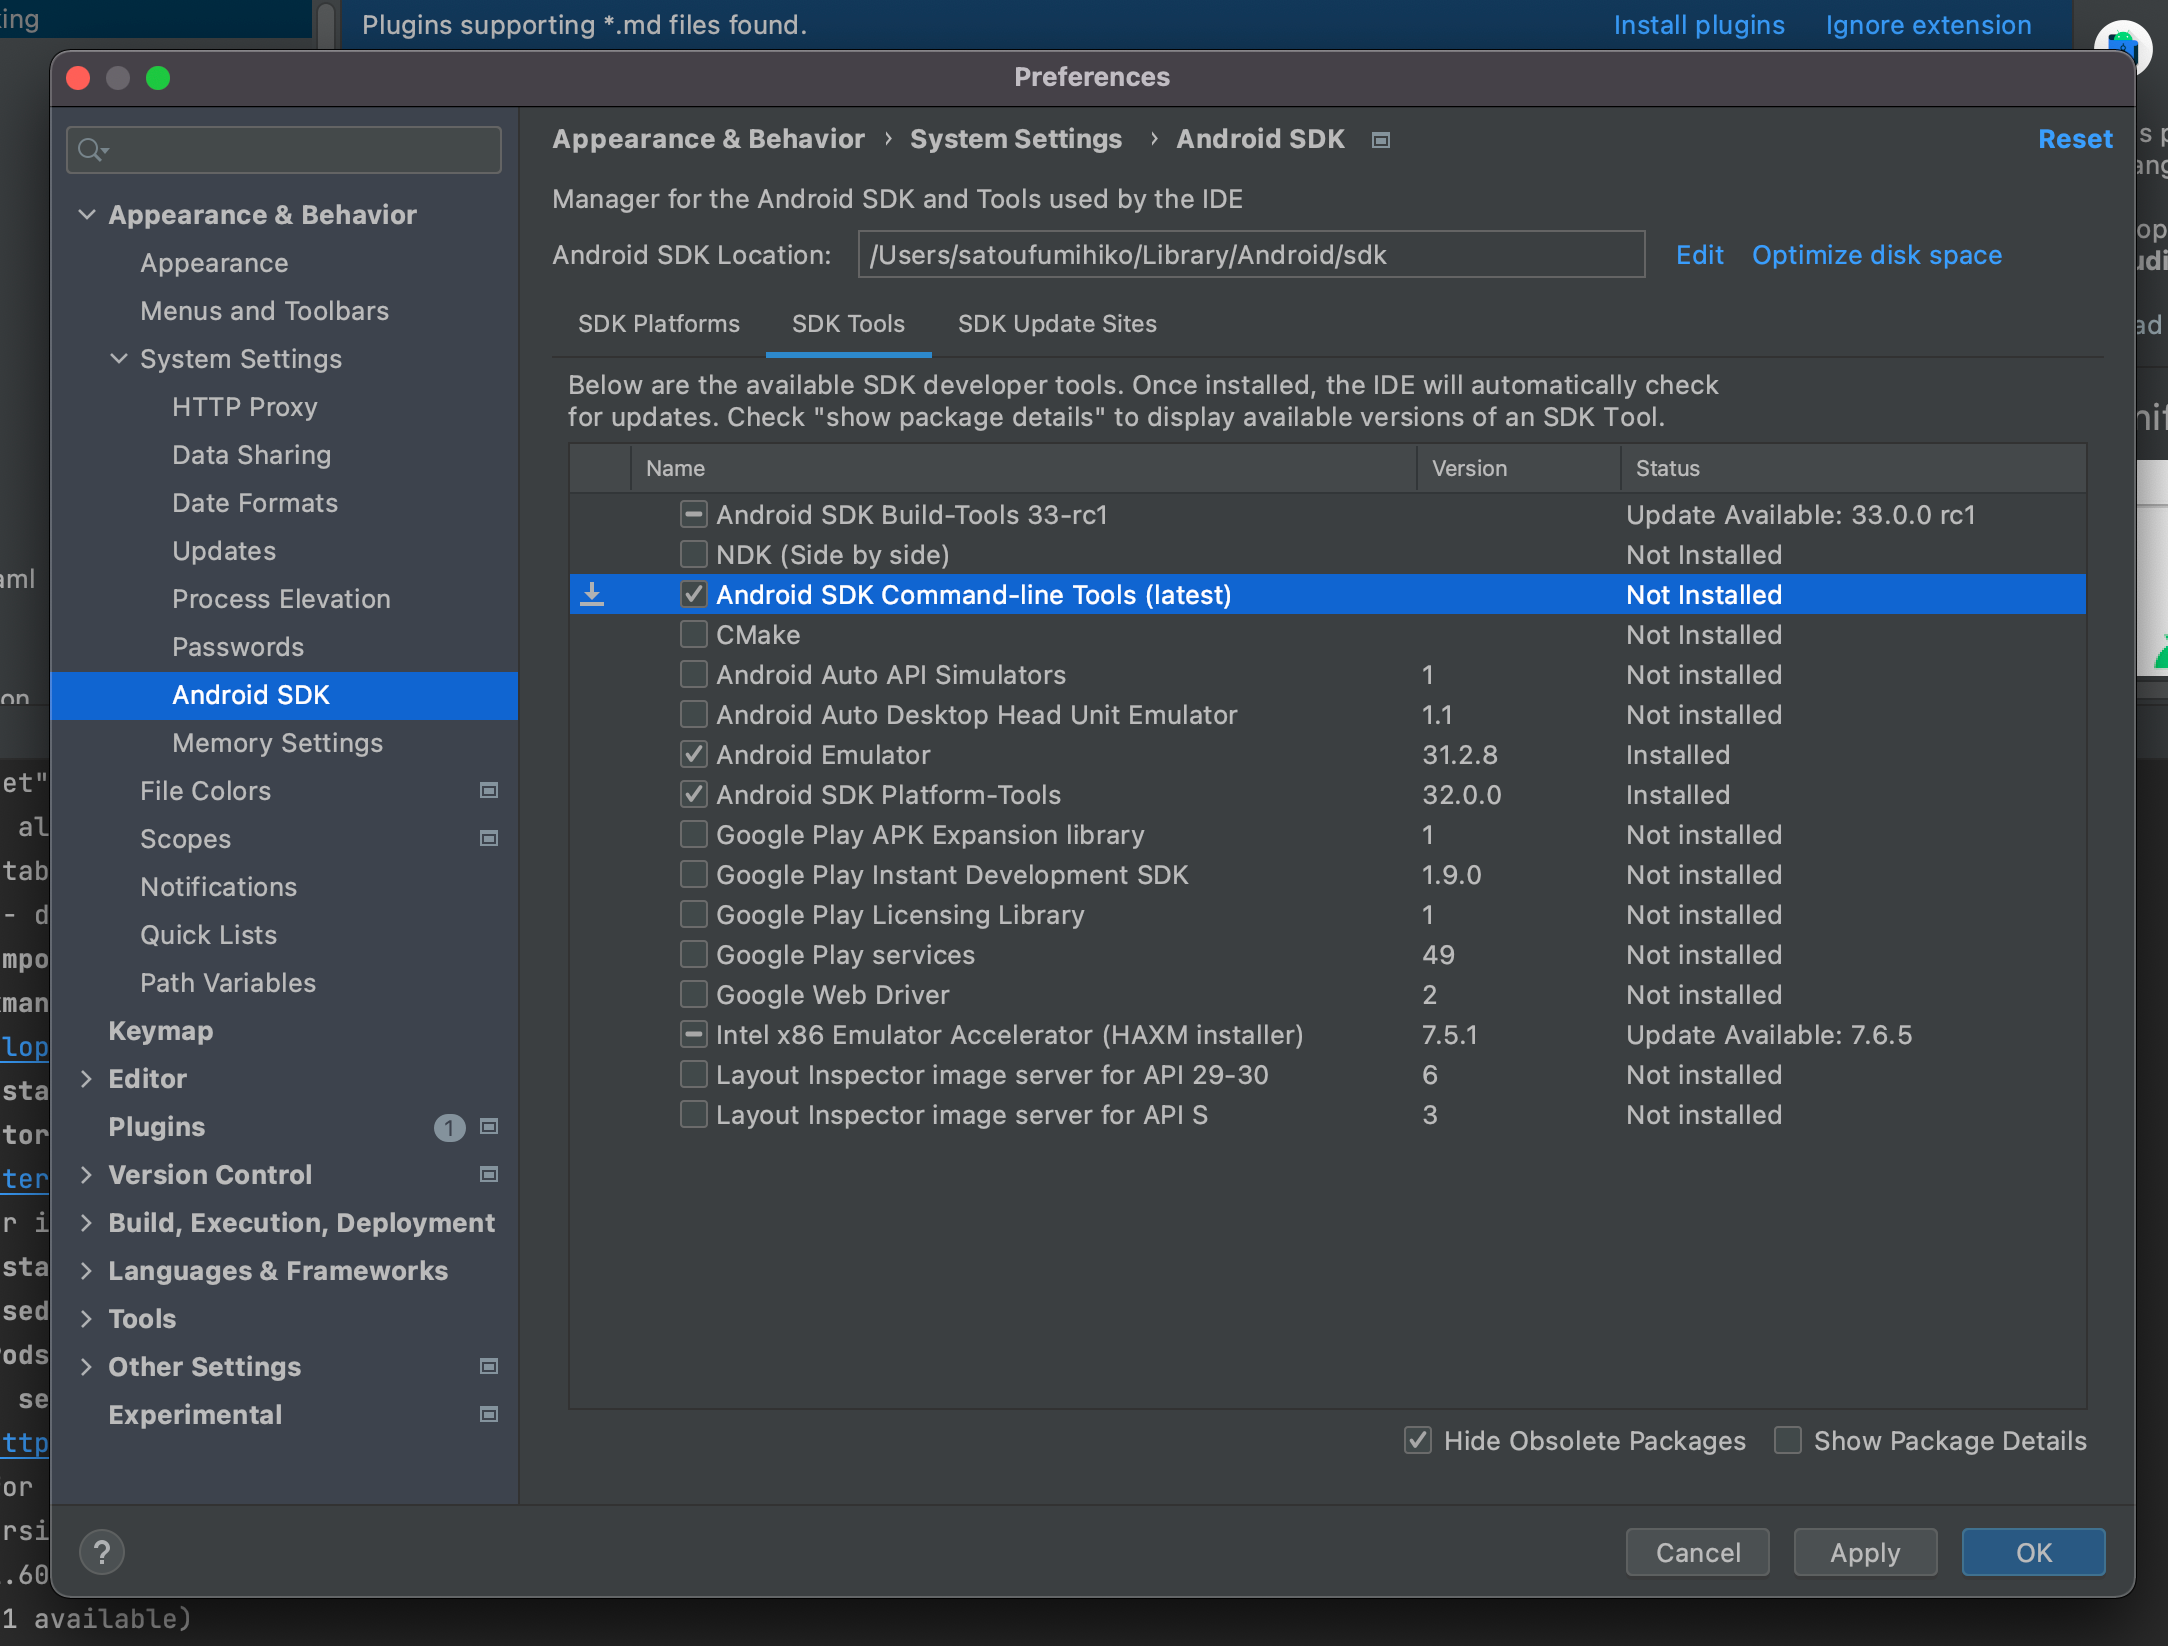 king
Plugins supporting *.md files found.
Install plugins
Ignore extension
Preferences
Appearance & Behavior
Appearance
Menus and Toolbars
System Settings
HTTP Proxy
Data Sharing
Date Formats
Updates
Process Elevation
Passwords
Android SDK
Memory Settings
File Colors
Scopes
Notifications
Quick Lists
Path Variables
Keymap
Editor
Plugins 1
Version Control
Build, Execution, Deployment
Languages & Frameworks
Tools
Other Settings
Experimental
Appearance & Behavior › System Settings › Android SDK
Reset
Manager for the Android SDK and Tools used by the IDE
Android SDK Location: /Users/satoufumihiko/Library/Android/sdk Edit Optimize disk space
SDK Platforms SDK Tools SDK Update Sites
Below are the available SDK developer tools. Once installed, the IDE will automatically check
for updates. Check "show package details" to display available versions of an SDK Tool.
Name Version Status
Android SDK Build-Tools 33-rc1 Update Available: 33.0.0 rc1
NDK (Side by side) Not Installed
Android SDK Command-line Tools (latest) Not Installed
CMake Not Installed
Android Auto API Simulators 1 Not installed
Android Auto Desktop Head Unit Emulator 1.1 Not installed
Android Emulator 31.2.8 Installed
Android SDK Platform-Tools 32.0.0 Installed
Google Play APK Expansion library 1 Not installed
Google Play Instant Development SDK 1.9.0 Not installed
Google Play Licensing Library 1 Not installed
Google Play services 49 Not installed
Google Web Driver 2 Not installed
Intel x86 Emulator Accelerator (HAXM installer) 7.5.1 Update Available: 7.6.5
Layout Inspector image server for API 29-30 6 Not installed
Layout Inspector image server for API S 3 Not installed
Hide Obsolete Packages Show Package Details
? Cancel Apply OK
1 available)